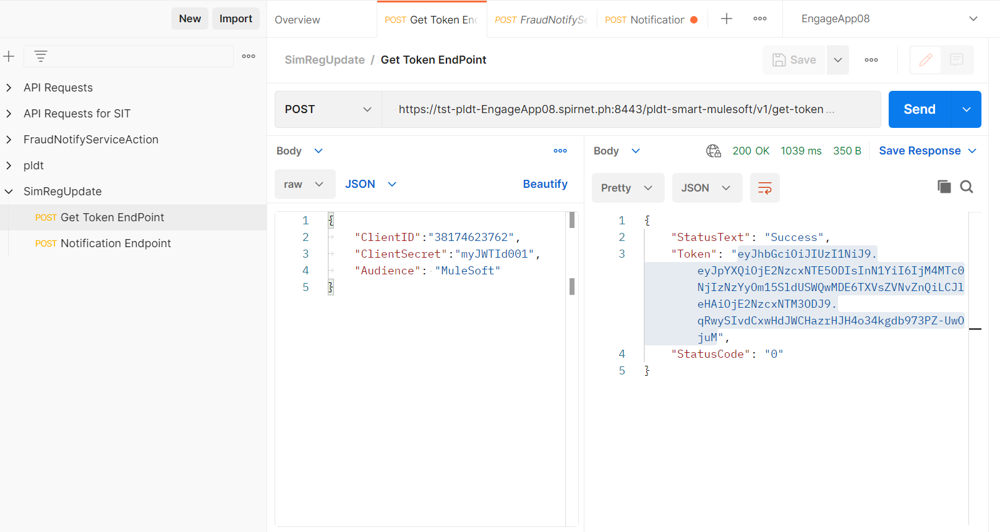 New
Import
Overview
POST Get Token En
POST FraudNotifyS
POST Notification
EngageApp08
SimRegUpdate / Get Token EndPoint
Save
API Requests
API Requests for SIT
FraudNotifyServiceAction
pldt
SimRegUpdate
POST Get Token EndPoint
POST Notification Endpoint
POST
https://tst-pldt-EngageApp08.spirnet.ph:8443/pldt-smart-mulesoft/v1/get-token ...
Send
Body
raw
JSON
Beautify
1 {
2 "ClientID":"38174623762",
3 "ClientSecret":"myJWTId001",
4 "Audience": "MuleSoft"
5 }
Body
200 OK 1039 ms 350 B
Save Response
Pretty
JSON
1 {
2 "StatusText": "Success",
3 "Token": "eyJhbGciOiJIUzI1NiJ9.
eyJpYXQiOjE2NzcxNTE5ODIsInN1YiI6IjM4MTc0
NjIzNzYyOm15SldUSWQwMDE6TXVsZVNvZnQiLCJl
eHAiOjE2NzcxNTM3ODJ9.
qRwySIvdCxwHdJWCHazrHJH4o34kgdb973PZ-UwO
juM",
4 "StatusCode": "0"
5 }